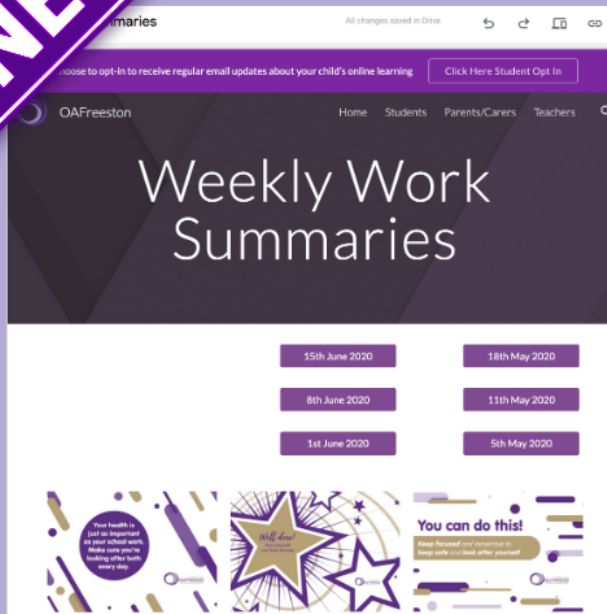 All changes saved in Drive
choose to opt-in to receive regular email updates about your child's online learning
Click Here Student Opt In
OAFreeston
Home Students Parents/Carers Teachers
Weekly Work
Summaries
15th June 2020
18th May 2020
8th June 2020
11th May 2020
1st June 2020
5th May 2020
Your health is
just as important
as your school work.
Make sure you're
looking after both
every day.
Well done!
You can do this!
Keep focused and remember to
keep safe and look after yourself